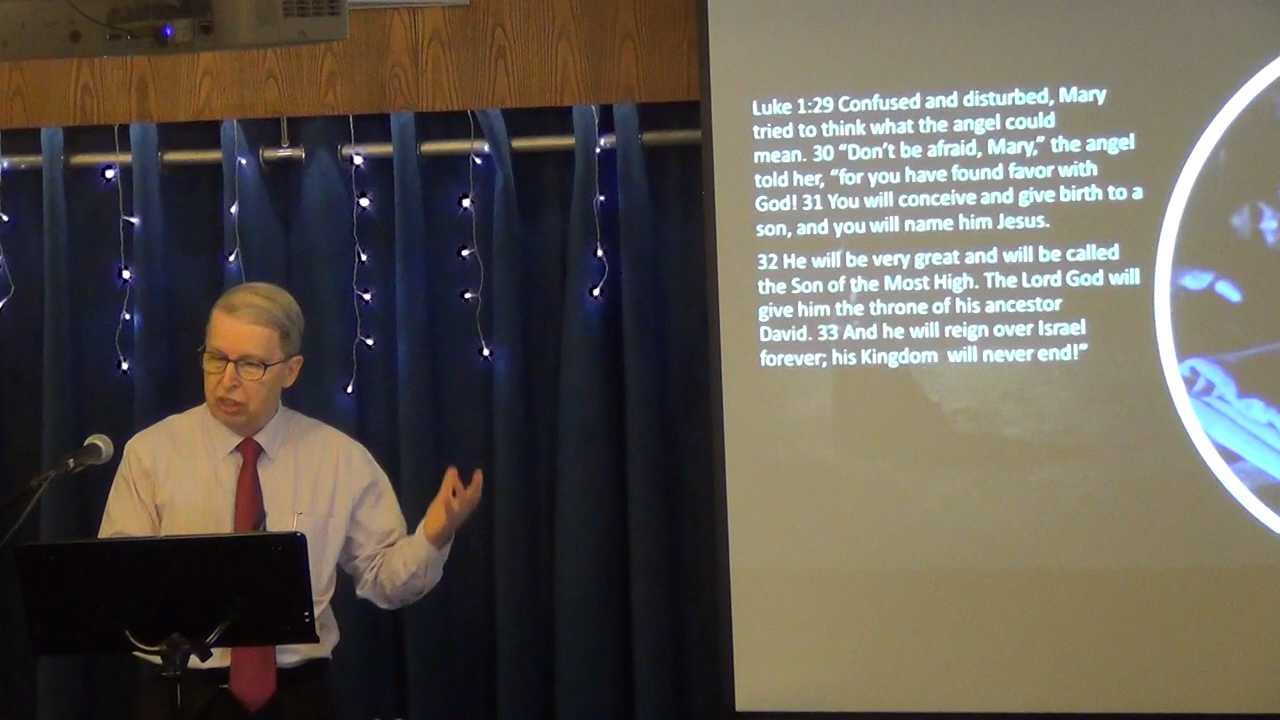 Luke 1:29 Confused and disturbed, Mary
tried to think what the angel could
mean. 30 “Don’t be afraid, Mary,” the angel
told her, “for you have found favor with
God! 31 You will conceive and give birth to a
son, and you will name him Jesus.
32 He will be very great and will be called
the Son of the Most High. The Lord God will
give him the throne of his ancestor
David. 33 And he will reign over Israel
forever; his Kingdom will never end!”